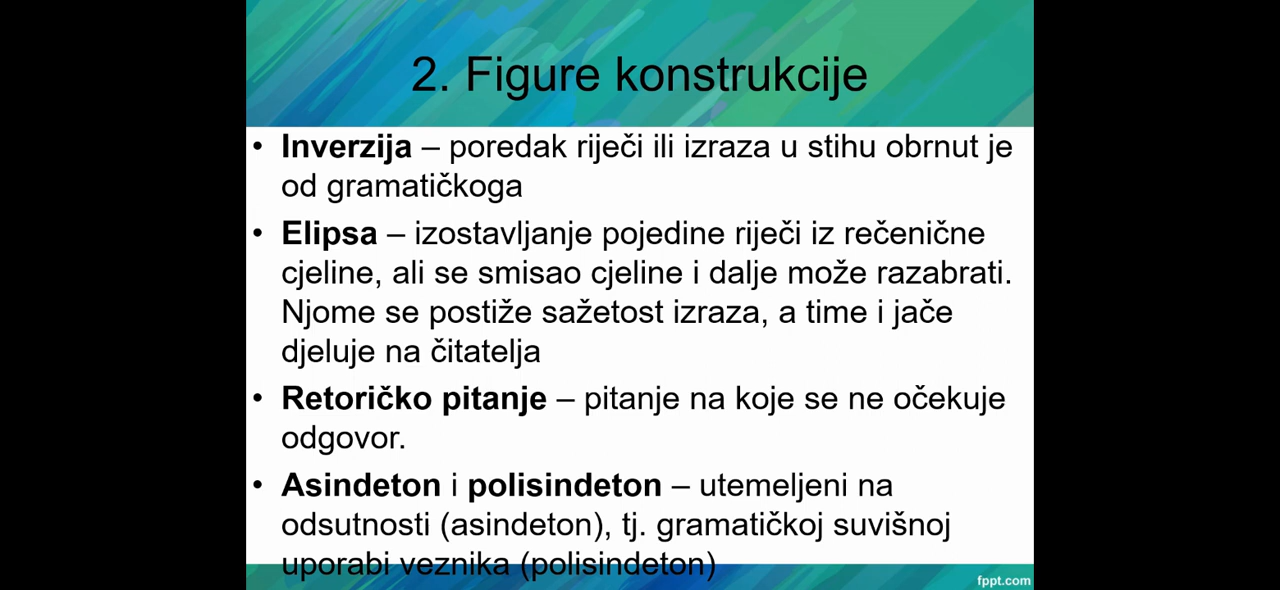 2. Figure konstrukcije
• Inverzija – poredak riječi ili izraza u stihu obrnut je
od gramatičkoga
• Elipsa – izostavljanje pojedine riječi iz rečenične
cjeline, ali se smisao cjeline i dalje može razabrati.
Njome se postiže sažetost izraza, a time i jače
djeluje na čitatelja
• Retoričko pitanje – pitanje na koje se ne očekuje
odgovor.
• Asindeton i polisindeton – utemeljeni na
odsutnosti (asindeton), tj. gramatičkoj suvišnoj
uporabi veznika (polisindeton)
fppt.com